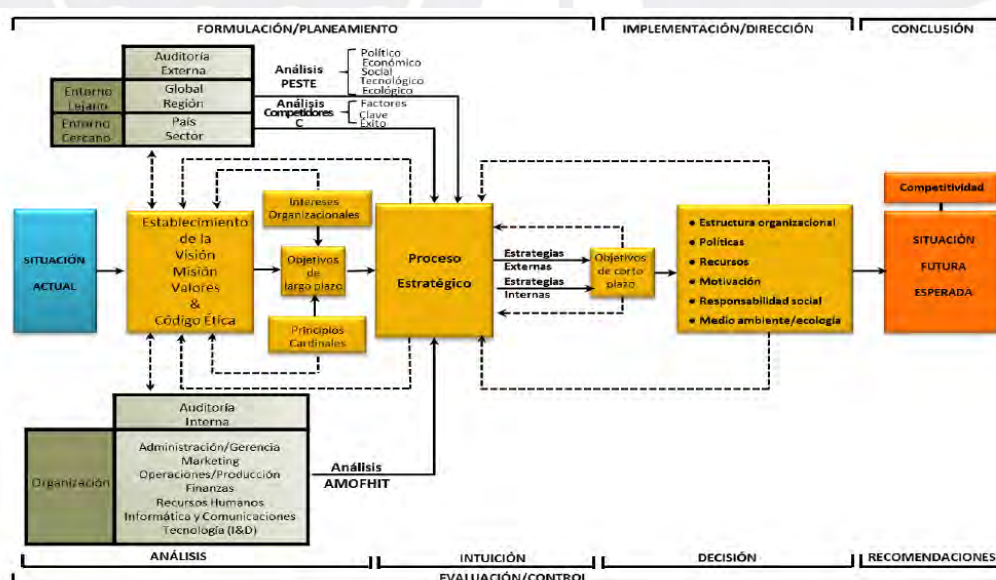 FORMULACIÓN/PLANEAMIENTO
IMPLEMENTACIÓN/DIRECCIÓN
CONCLUSIÓN
Auditoría
Externa
Entorno
Lejano
Global
Región
Entorno
Cercano
País
Sector
Análisis
PESTE
Político
Económico
Social
Tecnológico
Ecológico
Análisis
Competidores
C
Factores
Clave
Éxito
SITUACIÓN
ACTUAL
Establecimiento
de la
Visión
Misión
Valores
&
Código Ética
Intereses
Organizacionales
Objetivos
de
largo plazo
Principios
Cardinales
Proceso
Estratégico
Estrategias
Externas
Estrategias
Internas
Objetivos
de corto
plazo
• Estructura organizacional
• Políticas
• Recursos
• Motivación
• Responsabilidad social
• Medio ambiente/ecología
Competitividad
SITUACIÓN
FUTURA
ESPERADA
Auditoría
Interna
Organización
Administración/Gerencia
Marketing
Operaciones/Producción
Finanzas
Recursos Humanos
Informática y Comunicaciones
Tecnología (I&D)
Análisis
AMOFHIT
ANÁLISIS
INTUICIÓN
DECISIÓN
RECOMENDACIONES
EVALUACIÓN/CONTROL